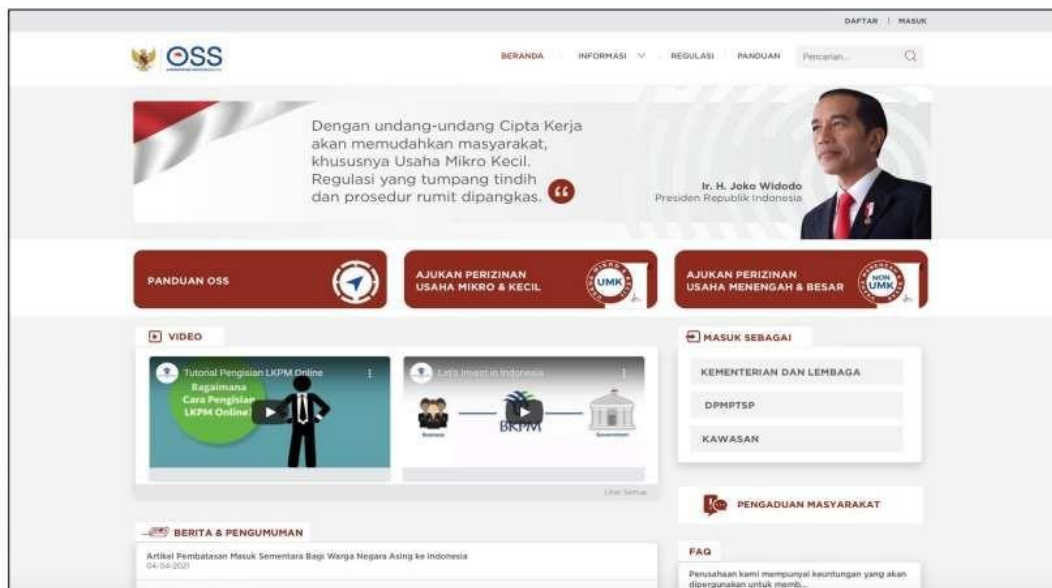 DAFTAR | MASUK
OSS
BERANDA INFORMASI REGULASI PANDUAN Pencarian...
Dengan undang-undang Cipta Kerja
akan memudahkan masyarakat,
khususnya Usaha Mikro Kecil.
Regulasi yang tumpang tindih
dan prosedur rumit dipangkas.
Ir. H. Joko Widodo
Presiden Republik Indonesia
PANDUAN OSS
AJUKAN PERIZINAN
USAHA MIKRO & KECIL
UMK
AJUKAN PERIZINAN
USAHA MENENGAH & BESAR
NON
UMK
VIDEO
Tutorial Pengisian LKPM Online
Bagaimana
Cara Pengisian
LKPM Online?
Let's Invest in Indonesia
BKPM
Business
Government
Lihat Semua
MASUK SEBAGAI
KEMENTERIAN DAN LEMBAGA
DPMPTSP
KAWASAN
PENGADUAN MASYARAKAT
BERITA & PENGUMUMAN
Artikel Pembatasan Masuk Sementara Bagi Warga Negara Asing ke Indonesia
04-04-2021
FAQ
Perusahaan kami mempunyai keuntungan yang akan
dipergunakan untuk memb...